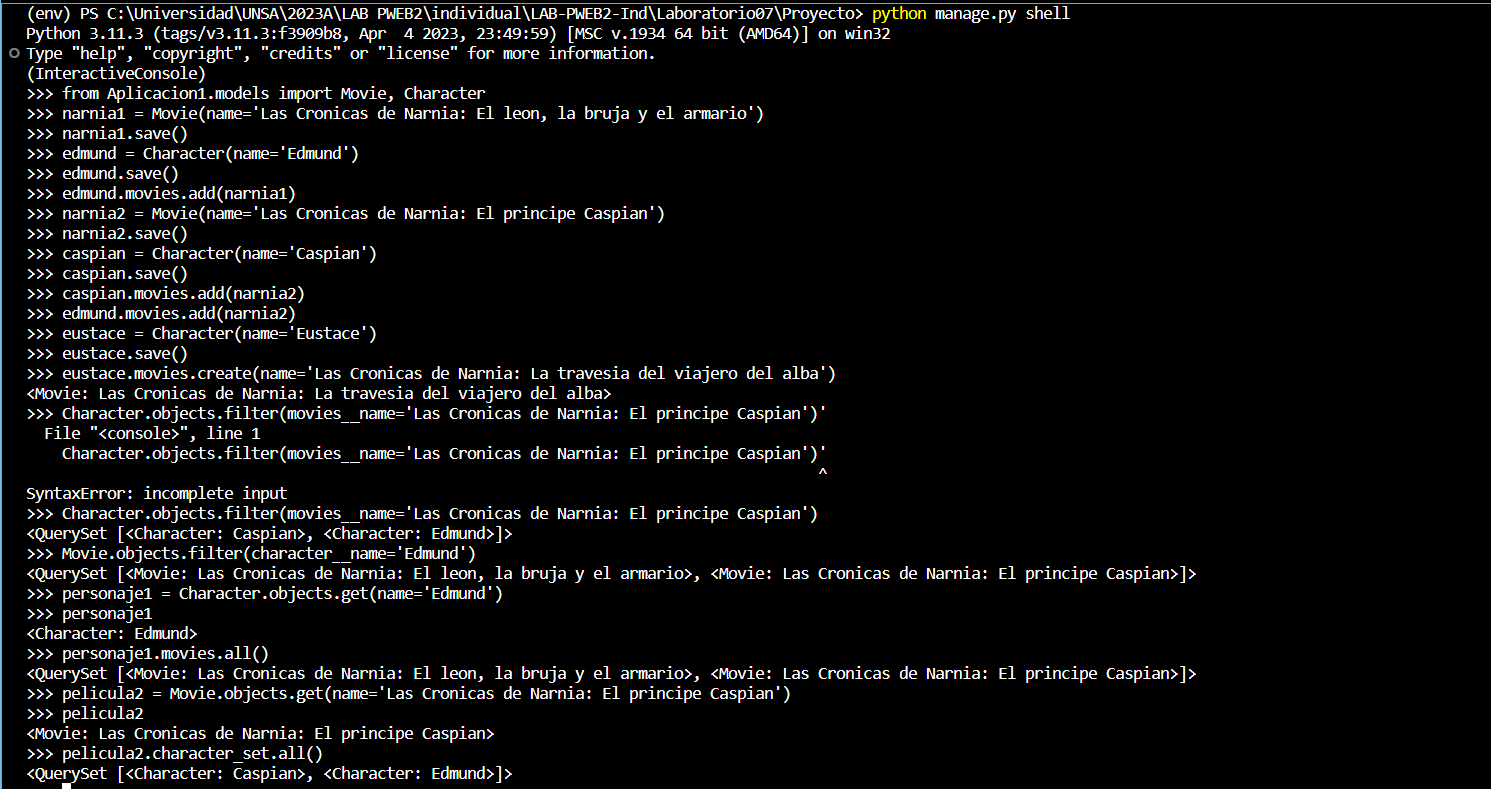 (env) PS C:\Universidad\UNSA\2023A\LAB PWEB2\individual\LAB-PWEB2-Ind\Laboratorio07\Proyecto> python manage.py shell
Python 3.11.3 (tags/v3.11.3:f3909b8, Apr  4 2023, 23:49:59) [MSC v.1934 64 bit (AMD64)] on win32
Type "help", "copyright", "credits" or "license" for more information.
(InteractiveConsole)
>>> from Aplicacion1.models import Movie, Character
>>> narnia1 = Movie(name='Las Cronicas de Narnia: El leon, la bruja y el armario')
>>> narnia1.save()
>>> edmund = Character(name='Edmund')
>>> edmund.save()
>>> edmund.movies.add(narnia1)
>>> narnia2 = Movie(name='Las Cronicas de Narnia: El principe Caspian')
>>> narnia2.save()
>>> caspian = Character(name='Caspian')
>>> caspian.save()
>>> caspian.movies.add(narnia2)
>>> edmund.movies.add(narnia2)
>>> eustace = Character(name='Eustace')
>>> eustace.save()
>>> eustace.movies.create(name='Las Cronicas de Narnia: La travesia del viajero del alba')
<Movie: Las Cronicas de Narnia: La travesia del viajero del alba>
>>> Character.objects.filter(movies__name='Las Cronicas de Narnia: El principe Caspian')'
  File "<console>", line 1
    Character.objects.filter(movies__name='Las Cronicas de Narnia: El principe Caspian')'
                                                                                        ^
SyntaxError: incomplete input
>>> Character.objects.filter(movies__name='Las Cronicas de Narnia: El principe Caspian')
<QuerySet [<Character: Caspian>, <Character: Edmund>]>
>>> Movie.objects.filter(character__name='Edmund')
<QuerySet [<Movie: Las Cronicas de Narnia: El leon, la bruja y el armario>, <Movie: Las Cronicas de Narnia: El principe Caspian>]>
>>> personaje1 = Character.objects.get(name='Edmund')
>>> personaje1
<Character: Edmund>
>>> personaje1.movies.all()
<QuerySet [<Movie: Las Cronicas de Narnia: El leon, la bruja y el armario>, <Movie: Las Cronicas de Narnia: El principe Caspian>]>
>>> pelicula2 = Movie.objects.get(name='Las Cronicas de Narnia: El principe Caspian')
>>> pelicula2
<Movie: Las Cronicas de Narnia: El principe Caspian>
>>> pelicula2.character_set.all()
<QuerySet [<Character: Caspian>, <Character: Edmund>]>